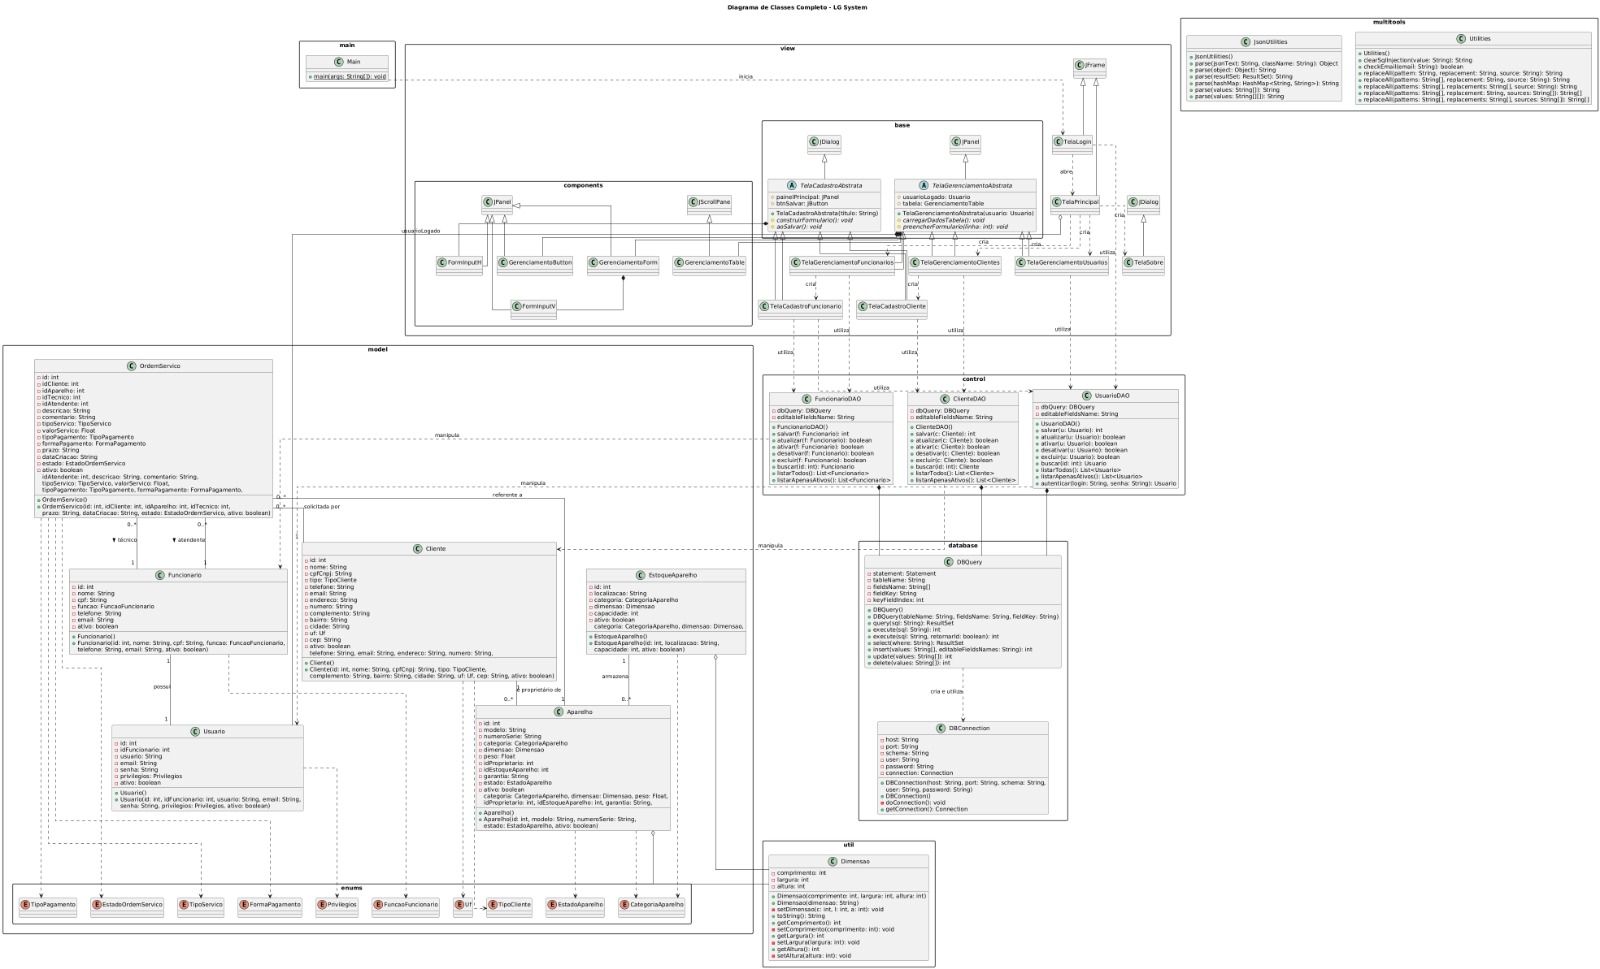 Diagrama de Classes Completo - LG System
main
Main
main(args: String[]): void
inicia
view
JFrame
TelaLogin
abre
TelaPrincipal
JDialog
cria
cria
cria
cria
utiliza
TelaSobre
base
JDialog
JPanel
TelaCadastroAbstrata
painelPrincipal: JPanel
btnSalvar: JButton
TelaCadastroAbstrata(titulo: String)
construirFormulario(): void
aoSalvar(): void
TelaGerenciamentoAbstrata
usuarioLogado: Usuario
tabela: GerenciamentoTable
TelaGerenciamentoAbstrata(usuario: Usuario)
carregarDadosTabela(): void
preencherFormulario(linha: int): void
components
JPanel
JScrollPane
usuarioLogado
FormInputH
GerenciamentoButton
GerenciamentoForm
GerenciamentoTable
FormInputV
TelaGerenciamentoFuncionarios
TelaGerenciamentoClientes
TelaGerenciamentoUsuarios
cria
cria
TelaCadastroFuncionario
TelaCadastroCliente
utiliza
utiliza
utiliza
utiliza
utiliza
utiliza
multitools
JsonUtilities
JsonUtilities()
parse(jsonText: String, className: String): Object
parse(object: Object): String
parse(resultSet: ResultSet): String
parse(hashMap: HashMap<String, String>): String
parse(values: String[]): String
parse(values: String[][]): String
Utilities
Utilities()
clearSqlInjection(value: String): String
checkEmail(email: String): boolean
replaceAll(pattern: String, replacement: String, source: String): String
replaceAll(patterns: String[], replacement: String, source: String): String
replaceAll(patterns: String[], replacements: String[], source: String): String
replaceAll(patterns: String[], replacement: String, sources: String[]): String[]
replaceAll(patterns: String[], replacements: String[], sources: String[]): String[]
model
OrdemServico
id: int
idCliente: int
idAparelho: int
idTecnico: int
idAtendente: int
descricao: String
comentario: String
tipoServico: TipoServico
valorServico: Float
tipoPagamento: TipoPagamento
formaPagamento: FormaPagamento
prazo: String
dataCriacao: String
estado: EstadoOrdemServico
ativo: boolean
idAtendente: int, descricao: String, comentario: String,
tipoServico: TipoServico, valorServico: Float,
tipoPagamento: TipoPagamento, formaPagamento: FormaPagamento,
OrdemServico()
OrdemServico(id: int, idCliente: int, idAparelho: int, idTecnico: int,
prazo: String, dataCriacao: String, estado: EstadoOrdemServico, ativo: boolean)
0..*
0..*
0..*
0..*
técnico
atendente
1
1
referente a
solicitada por
manipula
manipula
manipula
Funcionario
id: int
nome: String
cpf: String
funcao: FuncaoFuncionario
telefone: String
email: String
ativo: boolean
Funcionario()
Funcionario(id: int, nome: String, cpf: String, funcao: FuncaoFuncionario,
telefone: String, email: String, ativo: boolean)
1
possui
1
Usuario
id: int
idFuncionario: int
usuario: String
email: String
senha: String
privilegios: Privilegios
ativo: boolean
Usuario()
Usuario(id: int, idFuncionario: int, usuario: String, email: String,
senha: String, privilegios: Privilegios, ativo: boolean)
Cliente
id: int
nome: String
cpfCnpj: String
tipo: TipoCliente
telefone: String
email: String
endereco: String
numero: String
complemento: String
bairro: String
cidade: String
uf: Uf
cep: String
ativo: boolean
telefone: String, email: String, endereco: String, numero: String,
Cliente()
Cliente(id: int, nome: String, cpfCnpj: String, tipo: TipoCliente,
complemento: String, bairro: String, cidade: String, uf: Uf, cep: String, ativo: boolean)
é proprietário de
0..*
1
EstoqueAparelho
id: int
localizacao: String
categoria: CategoriaAparelho
dimensao: Dimensao
capacidade: int
ativo: boolean
categoria: CategoriaAparelho, dimensao: Dimensao,
EstoqueAparelho()
EstoqueAparelho(id: int, localizacao: String,
capacidade: int, ativo: boolean)
1
armazena
0..*
Aparelho
id: int
modelo: String
numeroSerie: String
categoria: CategoriaAparelho
dimensao: Dimensao
peso: Float
idProprietario: int
idEstoqueAparelho: int
garantia: String
estado: EstadoAparelho
ativo: boolean
categoria: CategoriaAparelho, dimensao: Dimensao, peso: Float,
idProprietario: int, idEstoqueAparelho: int, garantia: String,
Aparelho()
Aparelho(id: int, modelo: String, numeroSerie: String,
estado: EstadoAparelho, ativo: boolean)
enums
TipoPagamento
EstadoOrdemServico
TipoServico
FormaPagamento
Privilegios
FuncaoFuncionario
Uf
TipoCliente
EstadoAparelho
CategoriaAparelho
control
FuncionarioDAO
dbQuery: DBQuery
editableFieldsName: String
FuncionarioDAO()
salvar(f: Funcionario): int
atualizar(f: Funcionario): boolean
ativar(f: Funcionario): boolean
desativar(f: Funcionario): boolean
excluir(f: Funcionario): boolean
buscar(id: int): Funcionario
listarTodos(): List<Funcionario>
listarApenasAtivos(): List<Funcionario>
ClienteDAO
dbQuery: DBQuery
editableFieldsName: String
ClienteDAO()
salvar(c: Cliente): int
atualizar(c: Cliente): boolean
ativar(c: Cliente): boolean
desativar(c: Cliente): boolean
excluir(c: Cliente): boolean
buscar(id: int): Cliente
listarTodos(): List<Cliente>
listarApenasAtivos(): List<Cliente>
UsuarioDAO
dbQuery: DBQuery
editableFieldsName: String
UsuarioDAO()
salvar(u: Usuario): int
atualizar(u: Usuario): boolean
ativar(u: Usuario): boolean
desativar(u: Usuario): boolean
excluir(u: Usuario): boolean
buscar(id: int): Usuario
listarTodos(): List<Usuario>
listarApenasAtivos(): List<Usuario>
autenticar(login: String, senha: String): Usuario
database
DBQuery
statement: Statement
tableName: String
fieldsName: String[]
fieldKey: String
keyFieldIndex: int
DBQuery()
DBQuery(tableName: String, fieldsName: String, fieldKey: String)
query(sql: String): ResultSet
execute(sql: String): int
execute(sql: String, retornarId: boolean): int
select(where: String): ResultSet
insert(values: String[], editableFieldsNames: String): int
update(values: String[]): int
delete(values: String[]): int
cria e utiliza
DBConnection
host: String
port: String
schema: String
user: String
password: String
connection: Connection
DBConnection(host: String, port: String, schema: String,
user: String, password: String)
DBConnection()
doConnection(): void
getConnection(): Connection
util
Dimensao
comprimento: int
largura: int
altura: int
Dimensao(comprimento: int, largura: int, altura: int)
Dimensao(dimensao: String)
setDimensao(c: int, l: int, a: int): void
toString(): String
getComprimento(): int
setComprimento(comprimento: int): void
getLargura(): int
setLargura(largura: int): void
getAltura(): int
setAltura(altura: int): void